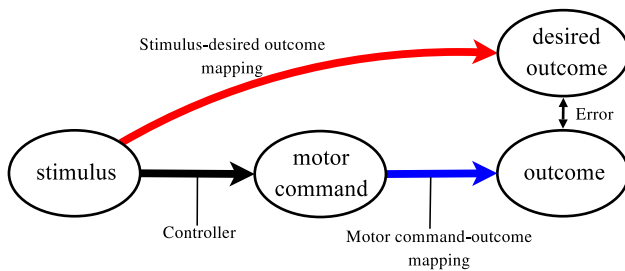 Stimulus-desired outcome
mapping
desired
outcome
Error
stimulus
motor
command
outcome
Controller
Motor command-outcome
mapping